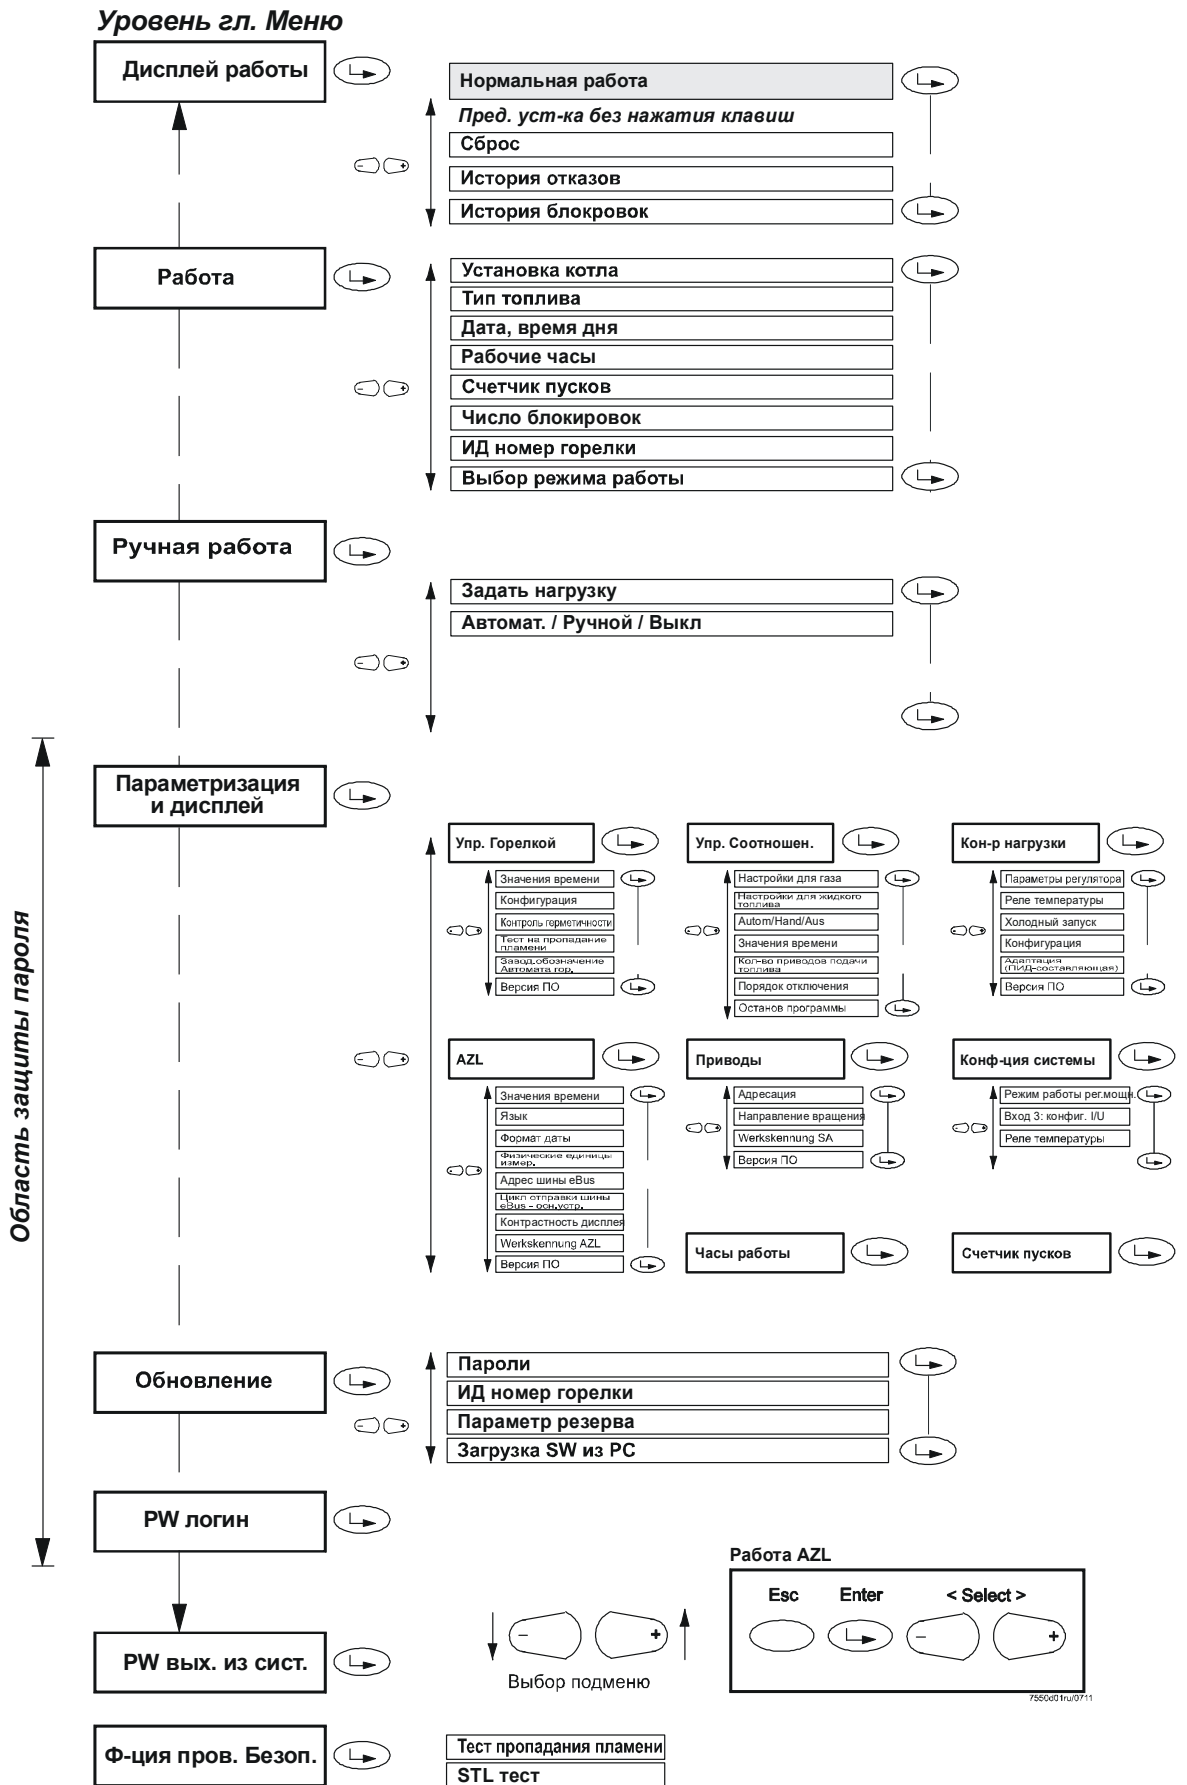 Уровень гл. Меню
Дисплей работы
Нормальная работа
Пред. уст-ка без нажатия клавиш
Сброс
История отказов
История блокровок
Работа
Установка котла
Тип топлива
Дата, время дня
Рабочие часы
Счетчик пусков
Число блокировок
ИД номер горелки
Выбор режима работы
Ручная работа
Задать нагрузку
Автомат. / Ручной / Выкл
Область защиты пароля
Параметризация
и дисплей
Упр. Горелкой
Значения времени
Конфигурация
Контроль герметичности
Тест на пропадание
пламени
Завод.обозначение
Автомата гор.
Версия ПО
Упр. Соотношен.
Настройки для газа
Настройки для жидкого
топлива
Autom/Hand/Aus
Значения времени
Кол-во приводов подачи
топлива
Порядок отключения
Останов программы
Кон-р нагрузки
Параметры регулятора
Реле температуры
Холодный запуск
Конфигурация
Адаптация
(ПИД-составляющая)
Версия ПО
AZL
Значения времени
Язык
Формат даты
Физические единицы
измер.
Адрес шины eBus
Цикл отправки шины
eBus - осн.устр.
Контрастность дисплея
Werkskennung AZL
Версия ПО
Приводы
Адресация
Направление вращения
Werkskennung SA
Версия ПО
Конф-ция системы
Режим работы рег.мощн.
Вход 3: конфиг. I/U
Реле температуры
Часы работы
Счетчик пусков
Обновление
Пароли
ИД номер горелки
Параметр резерва
Загрузка SW из PC
PW логин
PW вых. из сист.
- +
Выбор подменю
Работа AZL
Esc Enter < Select >
- +
7550d01ru/0711
Ф-ция пров. Безоп.
Тест пропадания пламени
STL тест